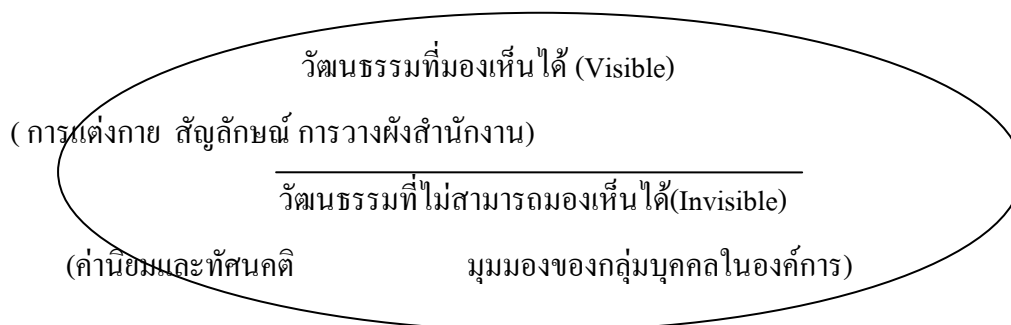 วัฒนธรรมที่มองเห็นได้ (Visible)
( การแต่งกาย สัญลักษณ์ การวางผังสำนักงาน)
วัฒนธรรมที่ไม่สามารถมองเห็นได้(Invisible)
(ค่านิยมและทัศนคติ มุมมองของกลุ่มบุคคลในองค์การ)